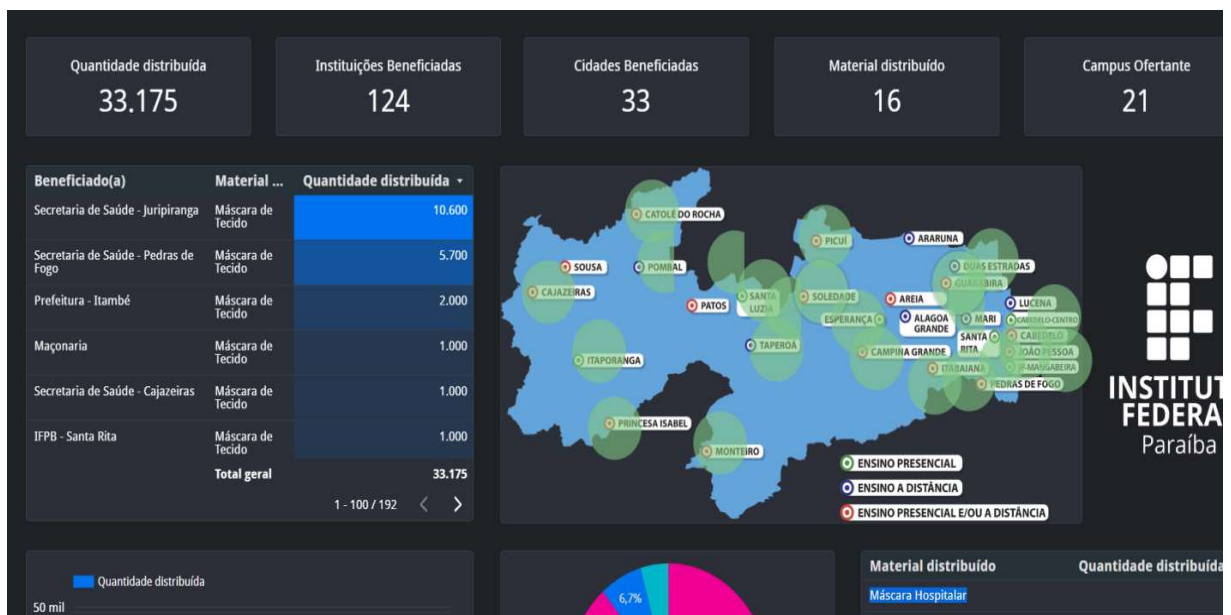 Quantidade distribuída
33.175
Instituições Beneficiadas
124
Cidades Beneficiadas
33
Material distribuído
16
Campus Ofertante
21
Beneficiado(a) Material ... Quantidade distribuída
Secretaria de Saúde - Juripiranga Máscara de 10.600
Tecido
Secretaria de Saúde - Pedras de Máscara de 5.700
Fogo Tecido
Prefeitura - Itambé Máscara de 2.000
Tecido
Maçonaria Máscara de 1.000
Tecido
Secretaria de Saúde - Cajazeiras Máscara de 1.000
Tecido
IFPB - Santa Rita Máscara de 1.000
Tecido
Total geral 33.175
1 - 100 / 192
CATOLÉ DO ROCHA
PICUÍ
ARARUNA
SOUSA
POMBAL
DUAS ESTRADAS
GUARABIRA
CAJAZEIRAS
PATOS
SANTA
LUZIA
SOLEDADE
AREIA
LUCENA
ESPERANÇA
ALAGOA
GRANDE
MARI
CABEDELO-CENTRO
SANTA
RITA
CABEDELO
TAPEROÁ
CAMPINA GRANDE
JOÃO PESSOA
ITAPORANGA
ITABAIANA
MANGABEIRA
PEDRAS DE FOGO
PRINCESA ISABEL
MONTEIRO
ENSINO PRESENCIAL
ENSINO A DISTÂNCIA
ENSINO PRESENCIAL E/OU A DISTÂNCIA
INSTITUT
FEDERA
Paraíba
Quantidade distribuída
50 mil
6,7%
Material distribuído Quantidade distribuída
Máscara Hospitalar